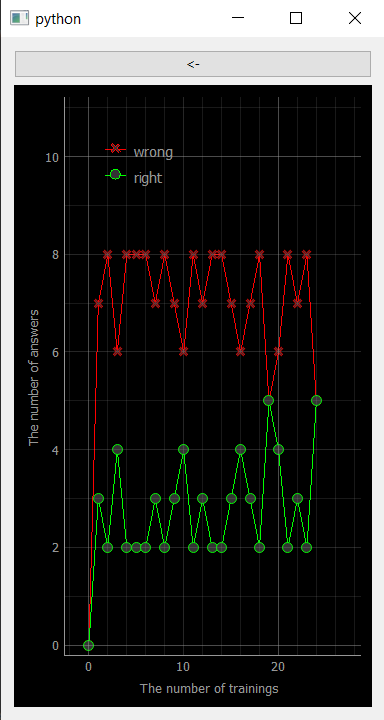 python
<-
wrong
right
10
8
6
4
2
0
The number of answers
0 10 20
The number of trainings